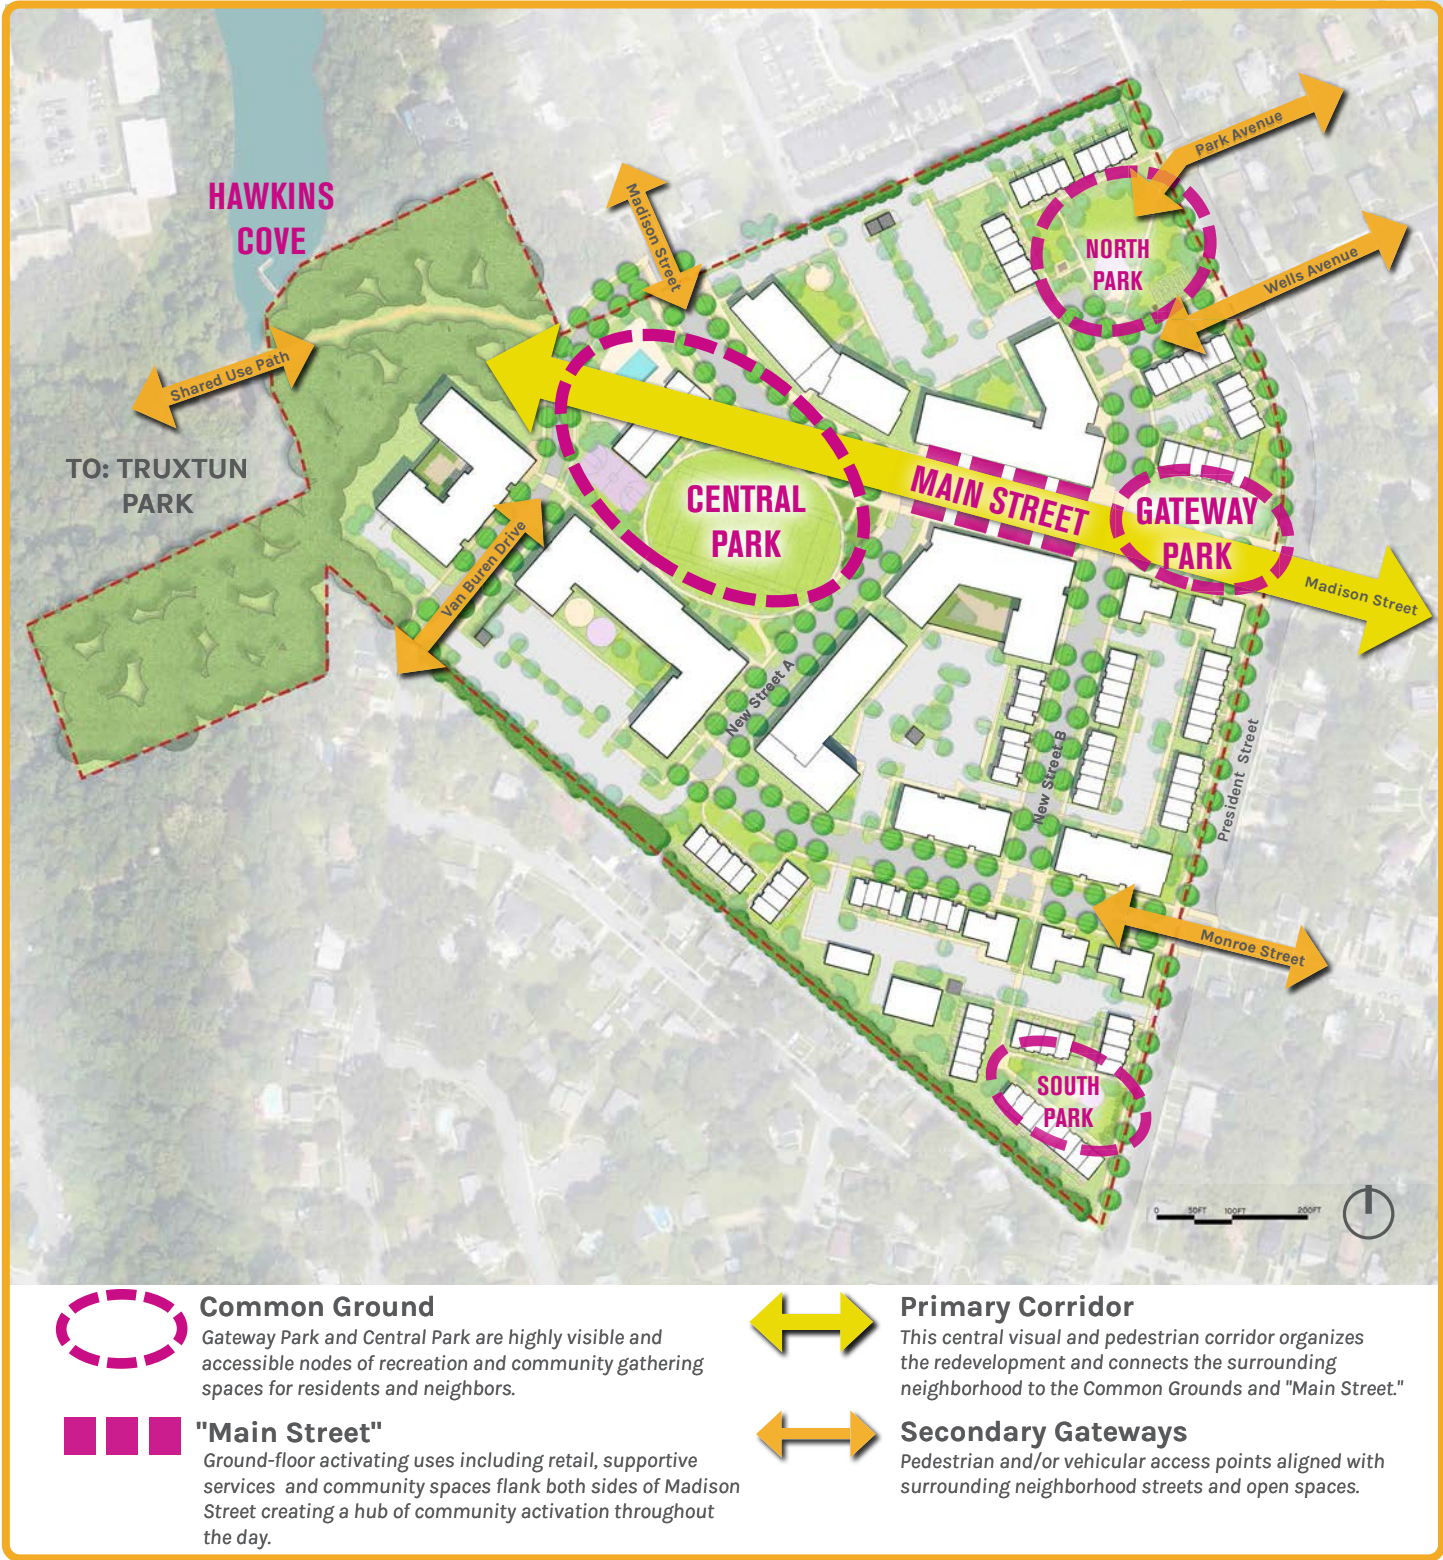 Park Avenue
HAWKINS
COVE
Madison Street
NORTH
PARK
Wells Avenue
Shared Use Path
TO: TRUXTUN
PARK
CENTRAL
PARK
MAIN STREET
GATEWAY
PARK
Madison Street
Van Buren Drive
New Street A
New Street B
President Street
Monroe Street
SOUTH
PARK
0 50FT 100FT 200FT
Common Ground
Gateway Park and Central Park are highly visible and
accessible nodes of recreation and community gathering
spaces for residents and neighbors.
"Main Street"
Ground-floor activating uses including retail, supportive
services and community spaces flank both sides of Madison
Street creating a hub of community activation throughout
the day.
Primary Corridor
This central visual and pedestrian corridor organizes
the redevelopment and connects the surrounding
neighborhood to the Common Grounds and "Main Street."
Secondary Gateways
Pedestrian and/or vehicular access points aligned with
surrounding neighborhood streets and open spaces.